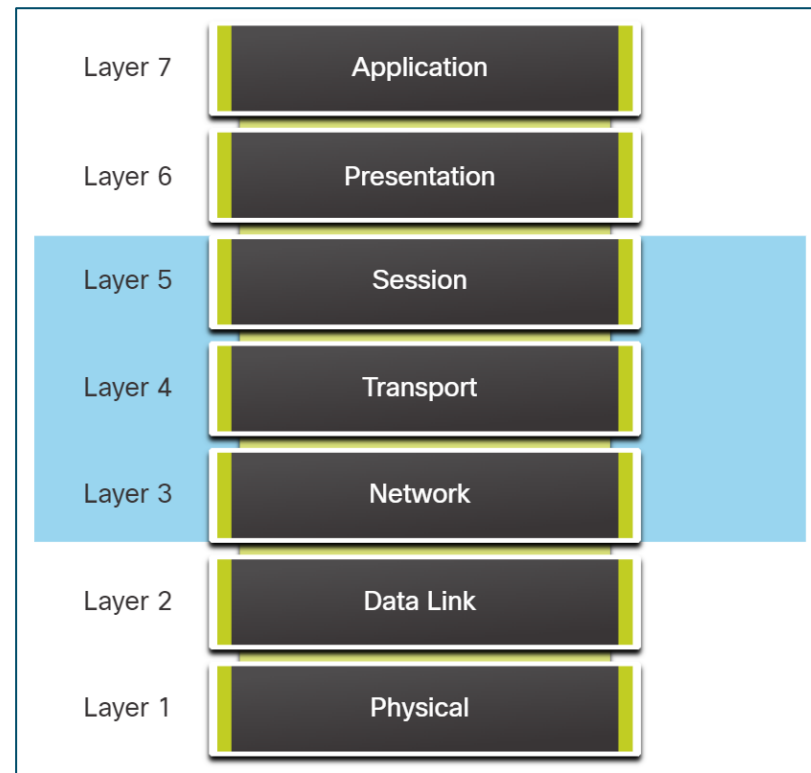 Layer 7 Application
Layer 6 Presentation
Layer 5 Session
Layer 4 Transport
Layer 3 Network
Layer 2 Data Link
Layer 1 Physical